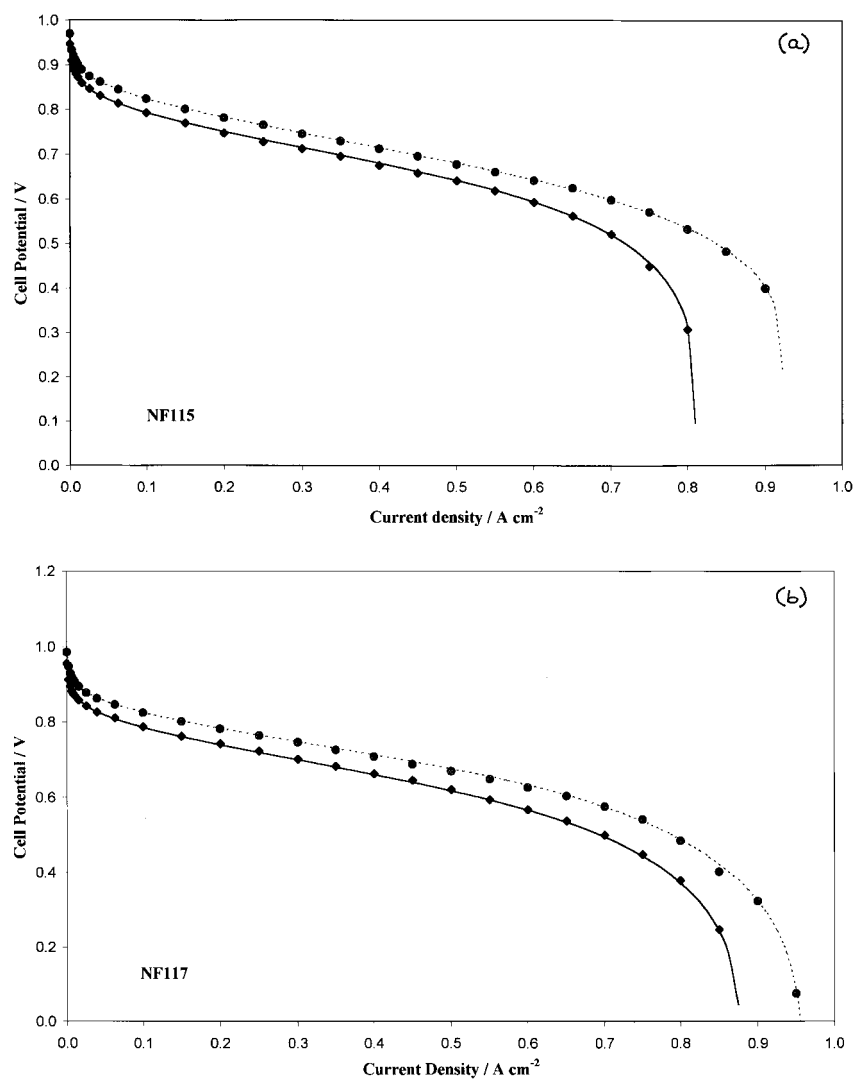 (a)
1.0
0.9
0.8
0.7
0.6
0.5
0.4
0.3
0.2
0.1
0.0
Cell Potential / V
NF115
0.0 0.1 0.2 0.3 0.4 0.5 0.6 0.7 0.8 0.9 1.0
Current density / A cm⁻²
(b)
1.2
1.0
0.8
0.6
0.4
0.2
0.0
Cell Potential / V
NF117
0.0 0.1 0.2 0.3 0.4 0.5 0.6 0.7 0.8 0.9 1.0
Current Density / A cm⁻²